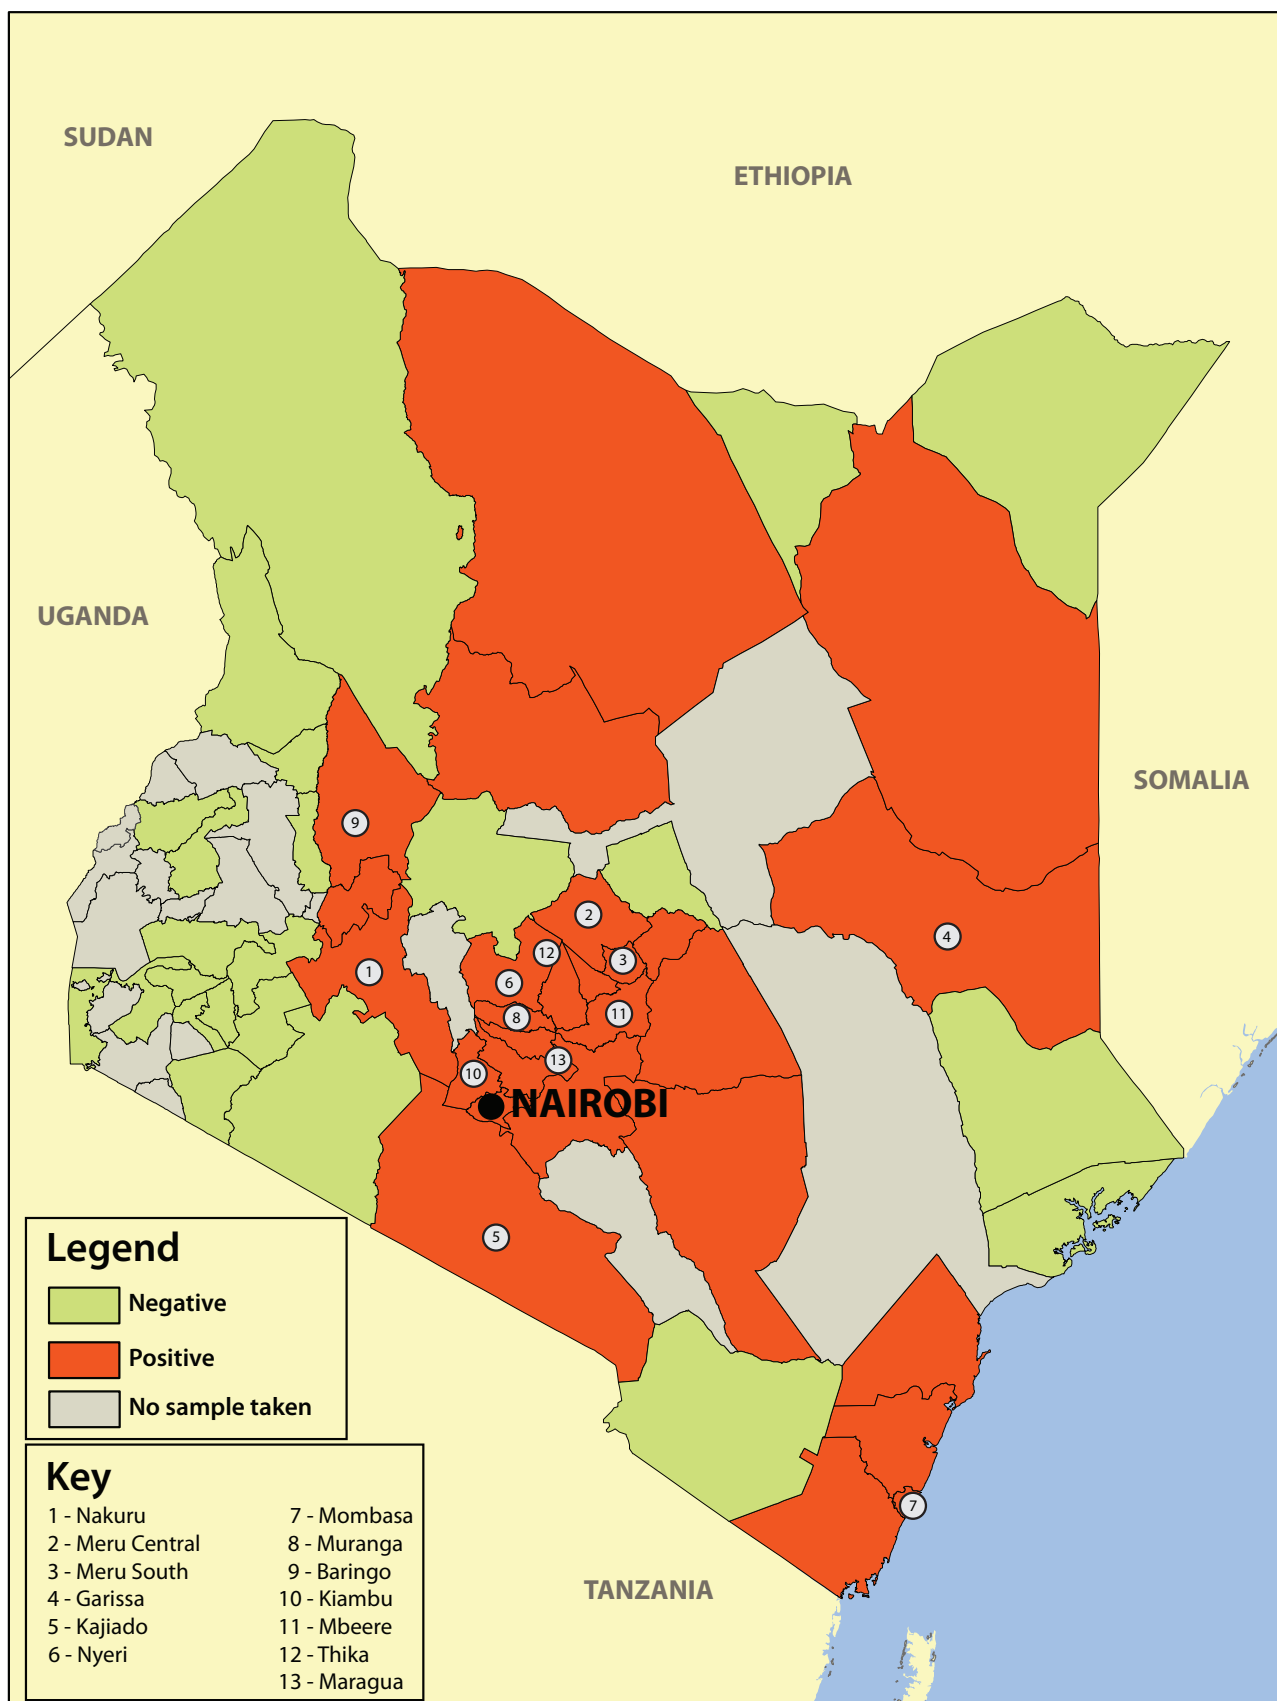 SUDAN
ETHIOPIA
UGANDA
SOMALIA
9
2
4
12
3
1
6
11
8
13
10
NAIROBI
5
Legend
Negative
Positive
No sample taken
7
Key
1 - Nakuru
2 - Meru Central
3 - Meru South
4 - Garissa
5 - Kajiado
6 - Nyeri
7 - Mombasa
8 - Muranga
9 - Baringo
10 - Kiambu
11 - Mbeere
12 - Thika
13 - Maragua
TANZANIA